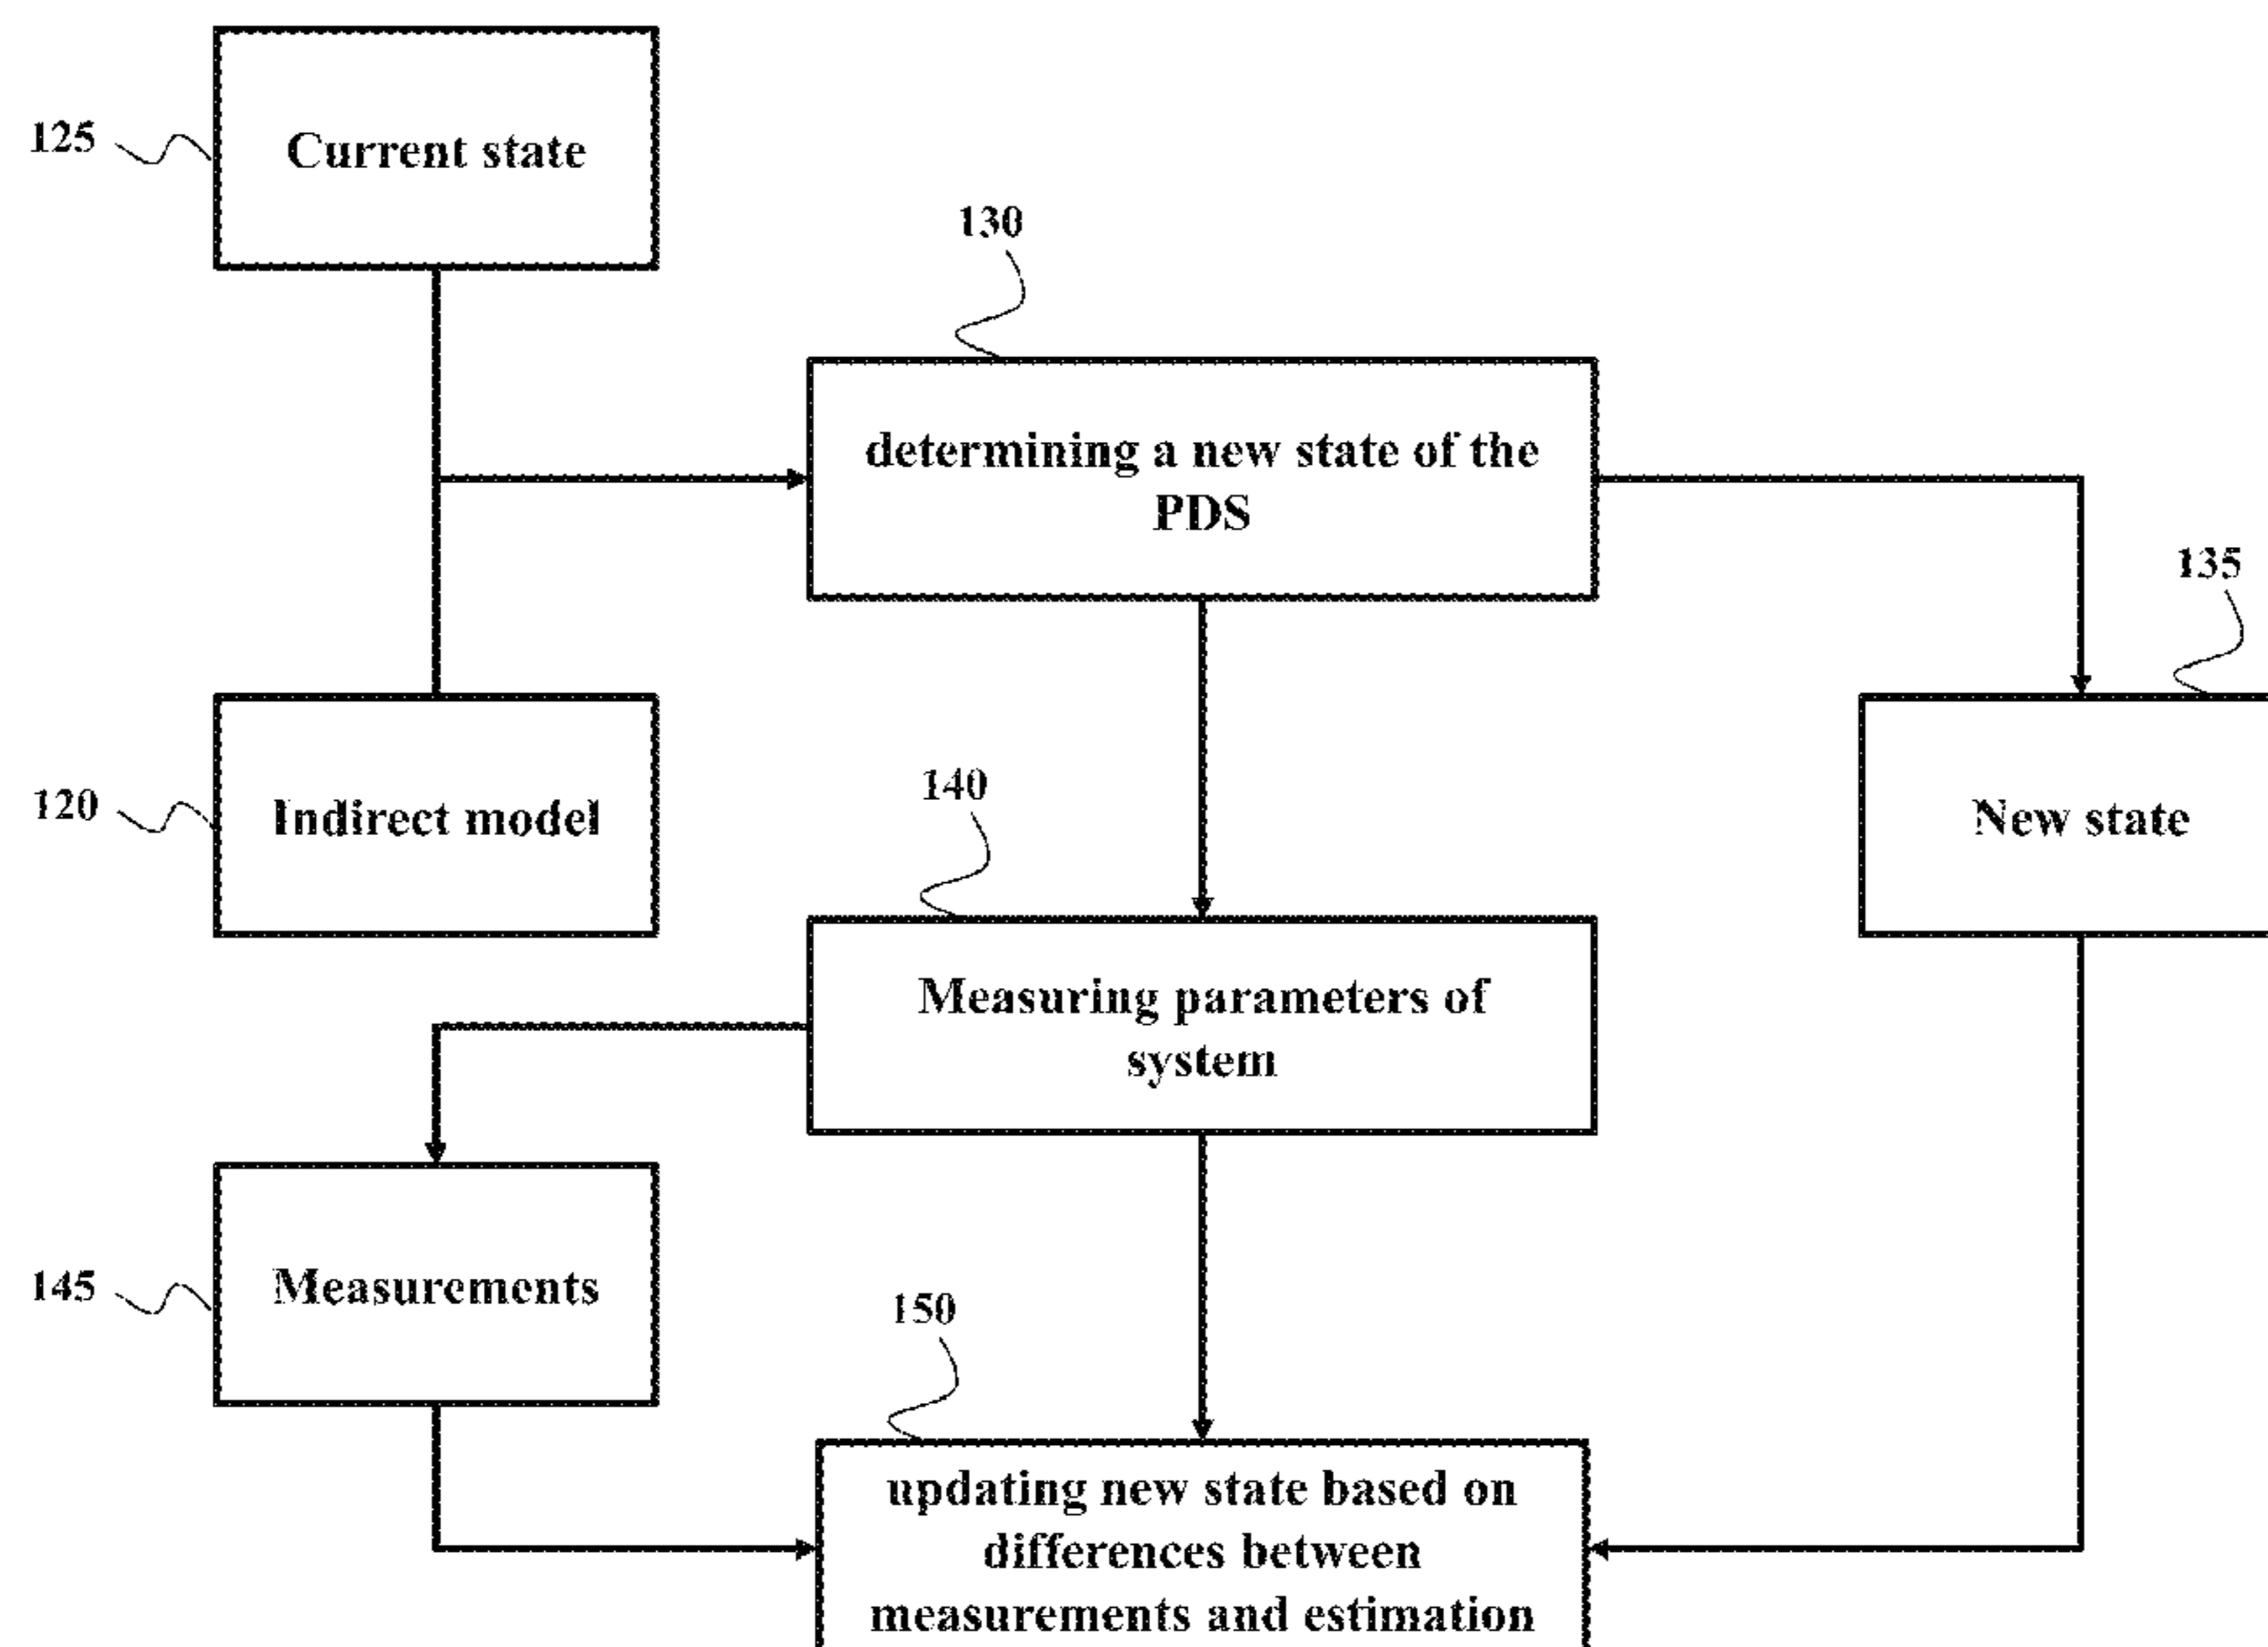 125
Current state
130
determining a new state of the
PDS
135
120
Indirect model
140
New state
Measuring parameters of
system
145
Measurements
150
updating new state based on
differences between
measurements and estimation